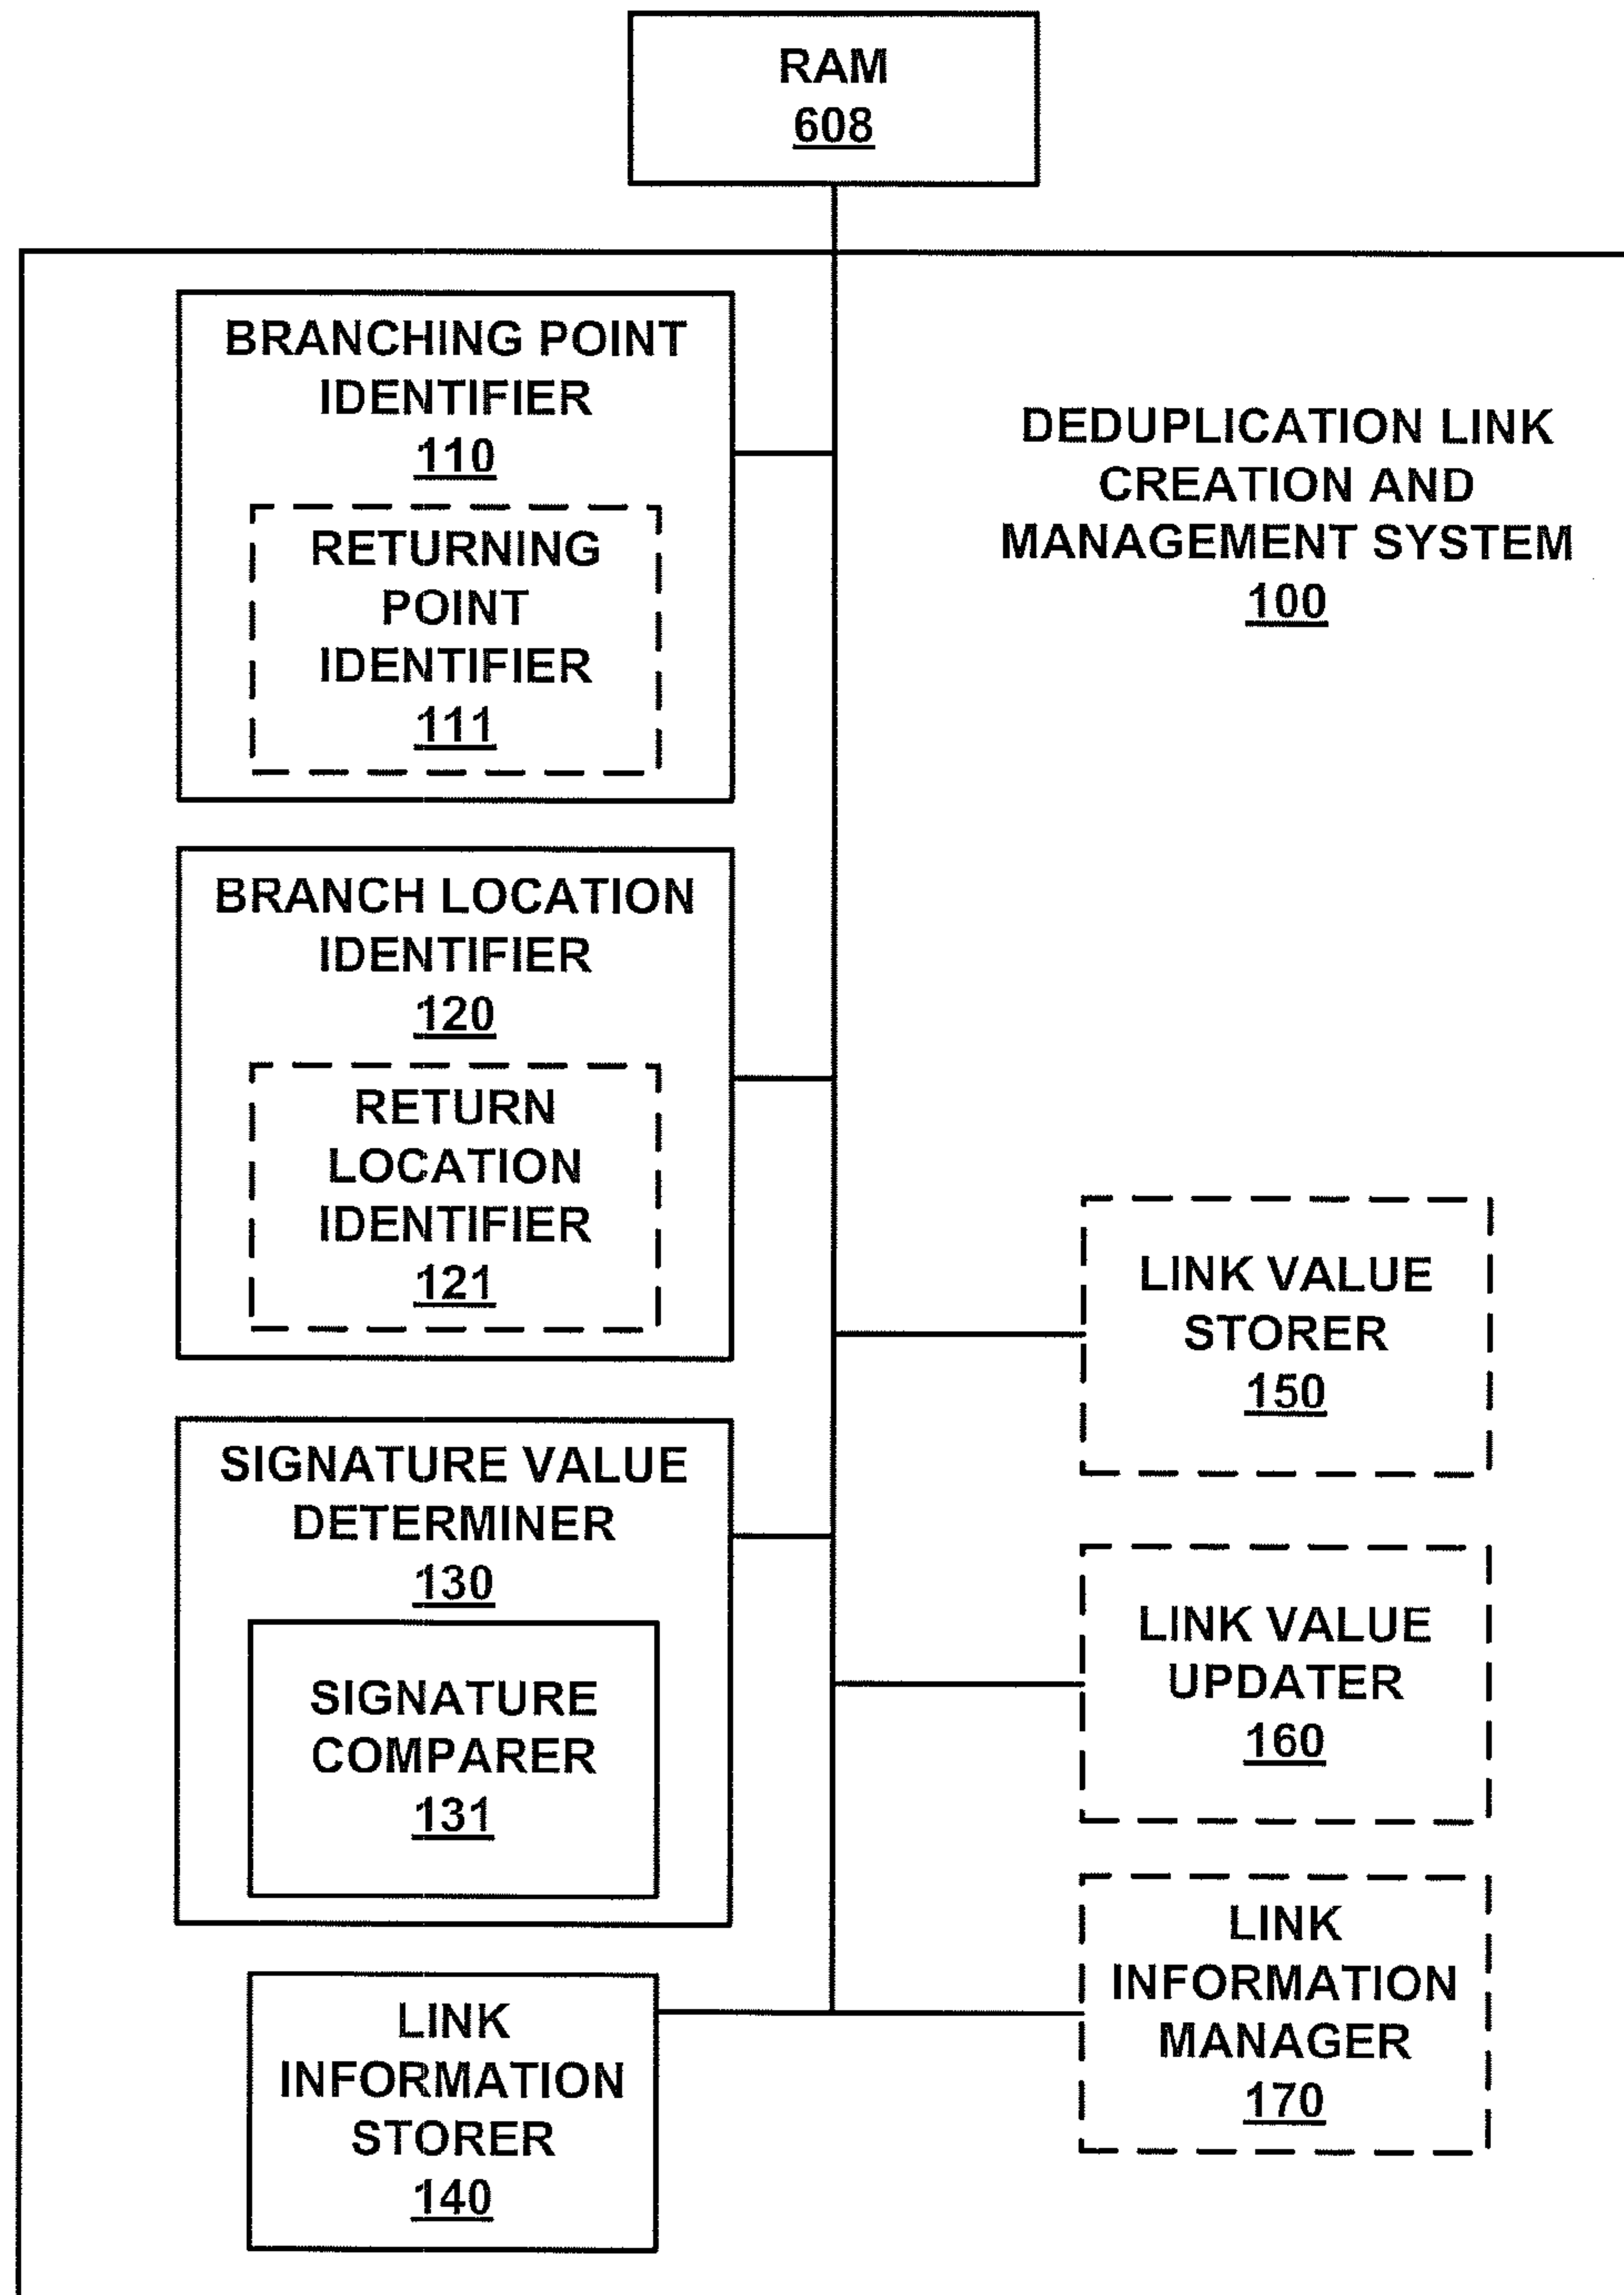 RAM
608
BRANCHING POINT
IDENTIFIER
110
RETURNING
POINT
IDENTIFIER
111
DEDUPLICATION LINK
CREATION AND
MANAGEMENT SYSTEM
100
BRANCH LOCATION
IDENTIFIER
120
RETURN
LOCATION
IDENTIFIER
121
SIGNATURE VALUE
DETERMINER
130
SIGNATURE
COMPARER
131
LINK
INFORMATION
STORER
140
LINK VALUE
STORER
150
LINK VALUE
UPDATER
160
LINK
INFORMATION
MANAGER
170